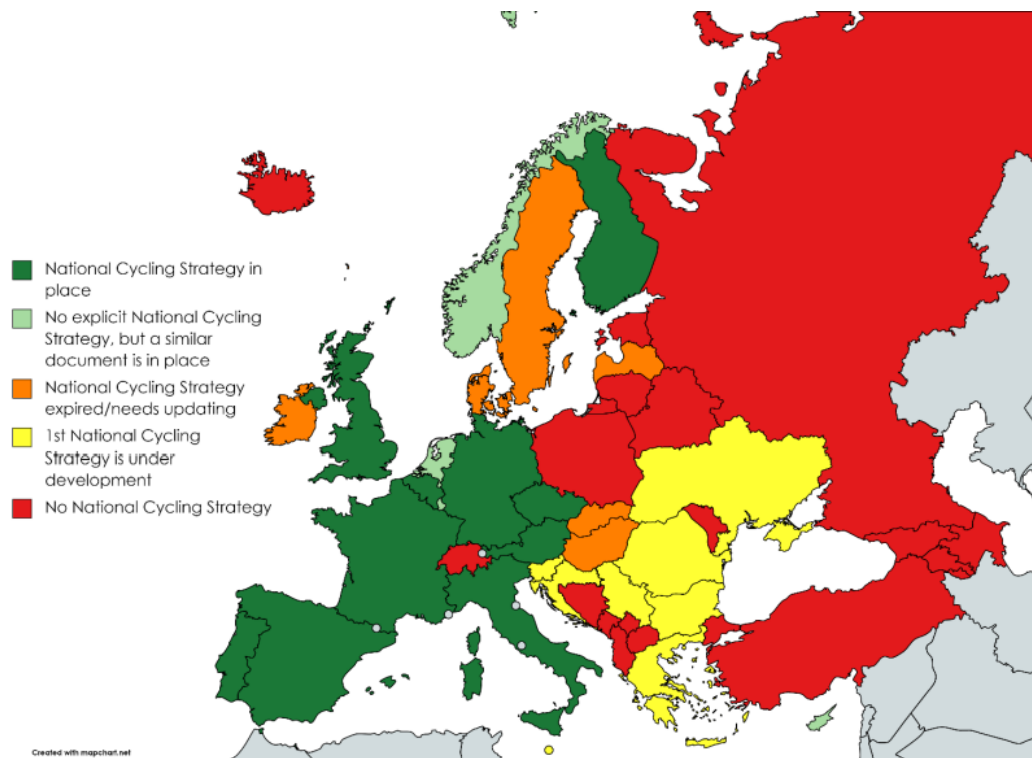 National Cycling Strategy in
place
No explicit National Cycling
Strategy, but a similar
document is in place
National Cycling Strategy
expired/needs updating
1st National Cycling
Strategy is under
development
No National Cycling Strategy
Created with mapchart.net